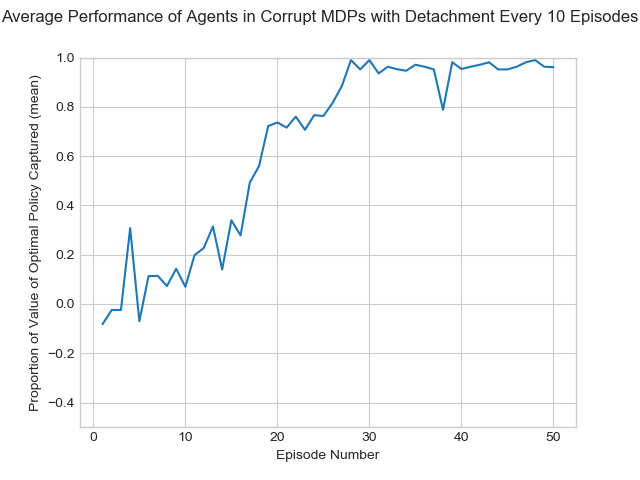 Average Performance of Agents in Corrupt MDPs with Detachment Every 10 Episodes
1.0
0.8
0.6
0.4
0.2
0.0
−0.2
−0.4
Proportion of Value of Optimal Policy Captured (mean)
0 10 20 30 40 50
Episode Number